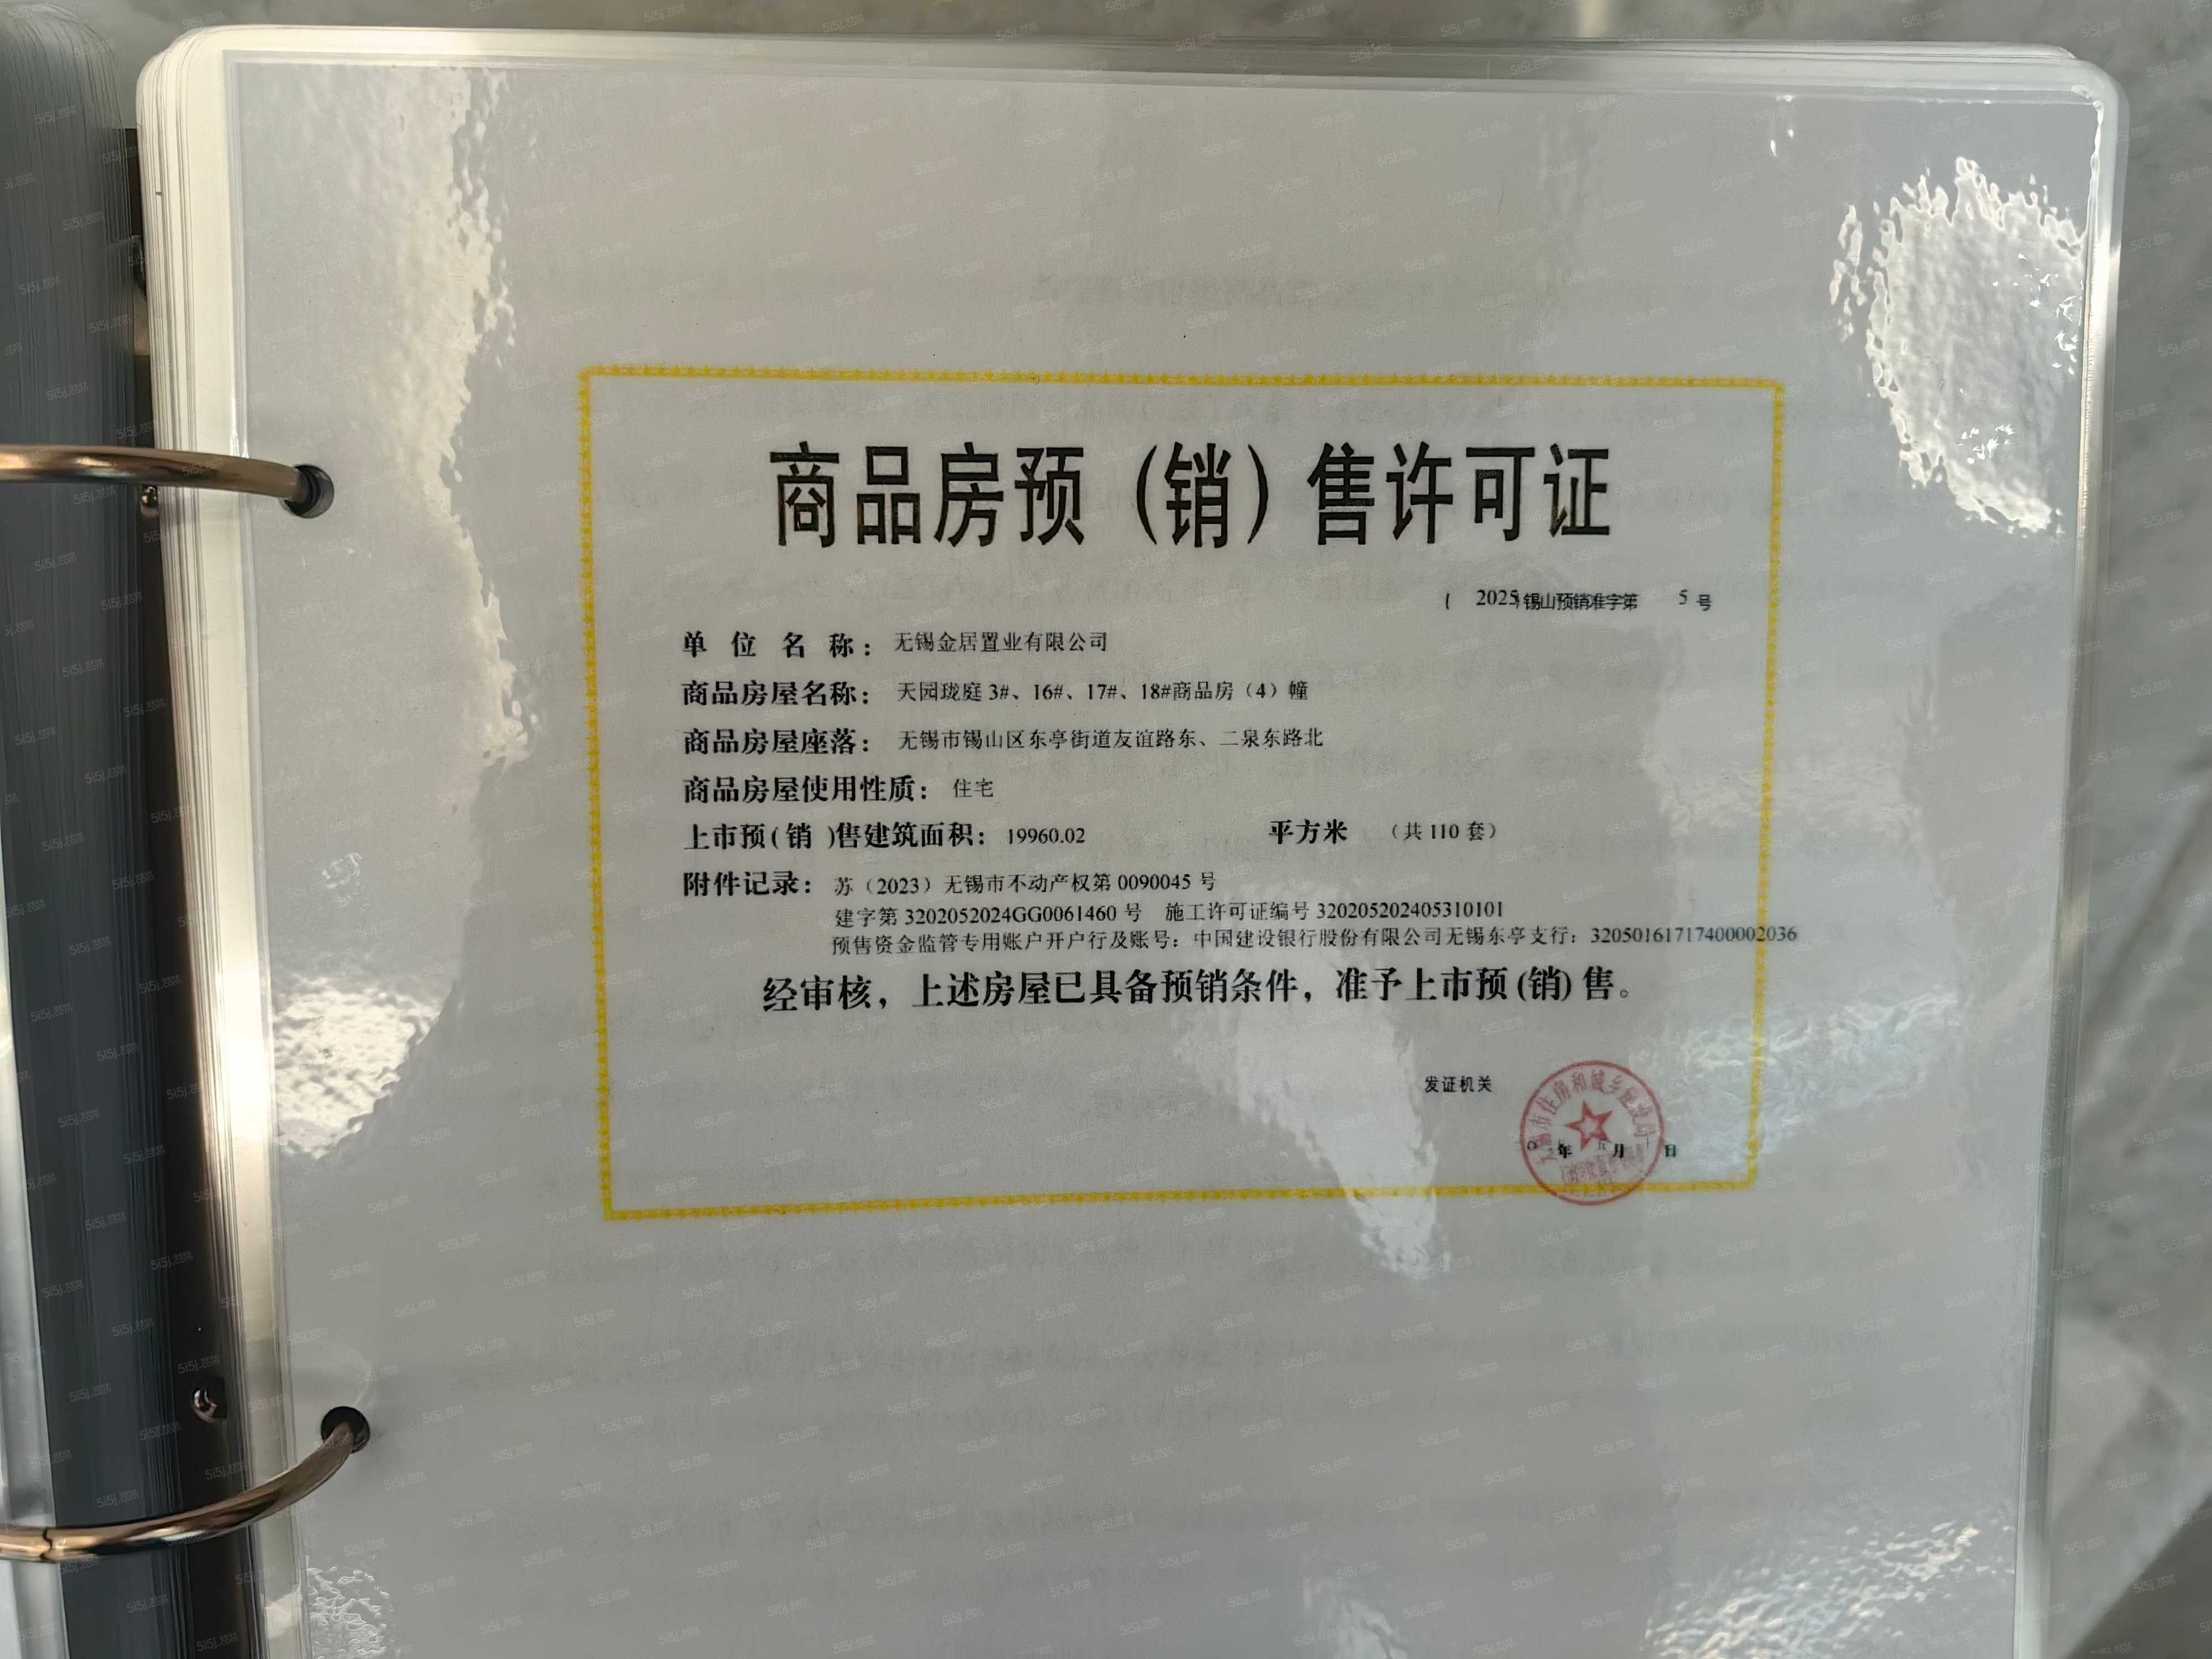 商品房预（销）售许可证
( 2025)锡山预销准字第 5 号
单位名称： 无锡金居置业有限公司
商品房屋名称： 天园珑庭 3#、16#、17#、18#商品房（4）幢
商品房屋座落： 无锡市锡山区东亭街道友谊路东、二泉东路北
商品房屋使用性质： 住宅
上市预(销)售建筑面积： 19960.02 平方米 （共 110 套）
附件记录： 苏（2023）无锡市不动产权第 0090045 号
建字第 3202052024GG0061460 号 施工许可证编号 320205202405310101
预售资金监管专用账户开户行及账号：中国建设银行股份有限公司无锡东亭支行：32050161717400002036
经审核，上述房屋已具备预销条件，准予上市预(销)售。
发证机关
年 月 日
5i5j.com